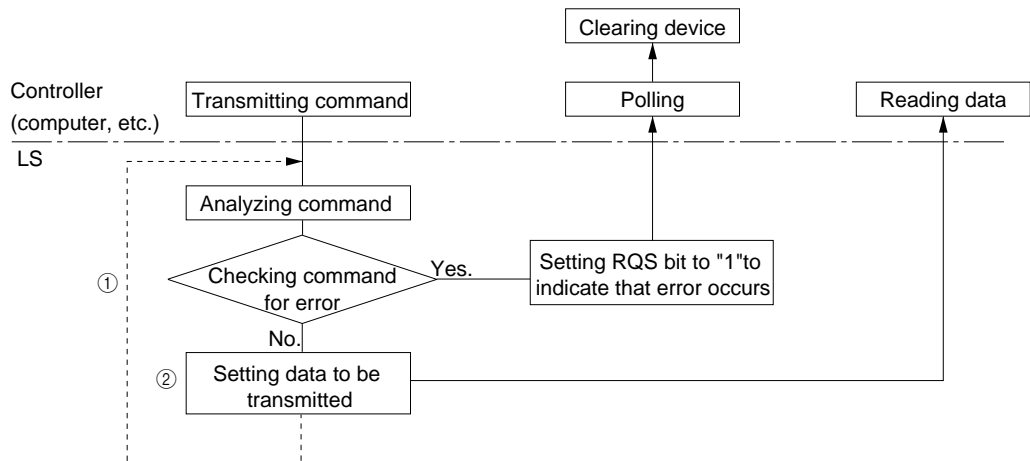 Clearing device
Controller
(computer, etc.)
Transmitting command
Polling
Reading data
LS
Analyzing command
①
Checking command
for error
Yes.
Setting RQS bit to "1"to
indicate that error occurs
No.
②
Setting data to be
transmitted